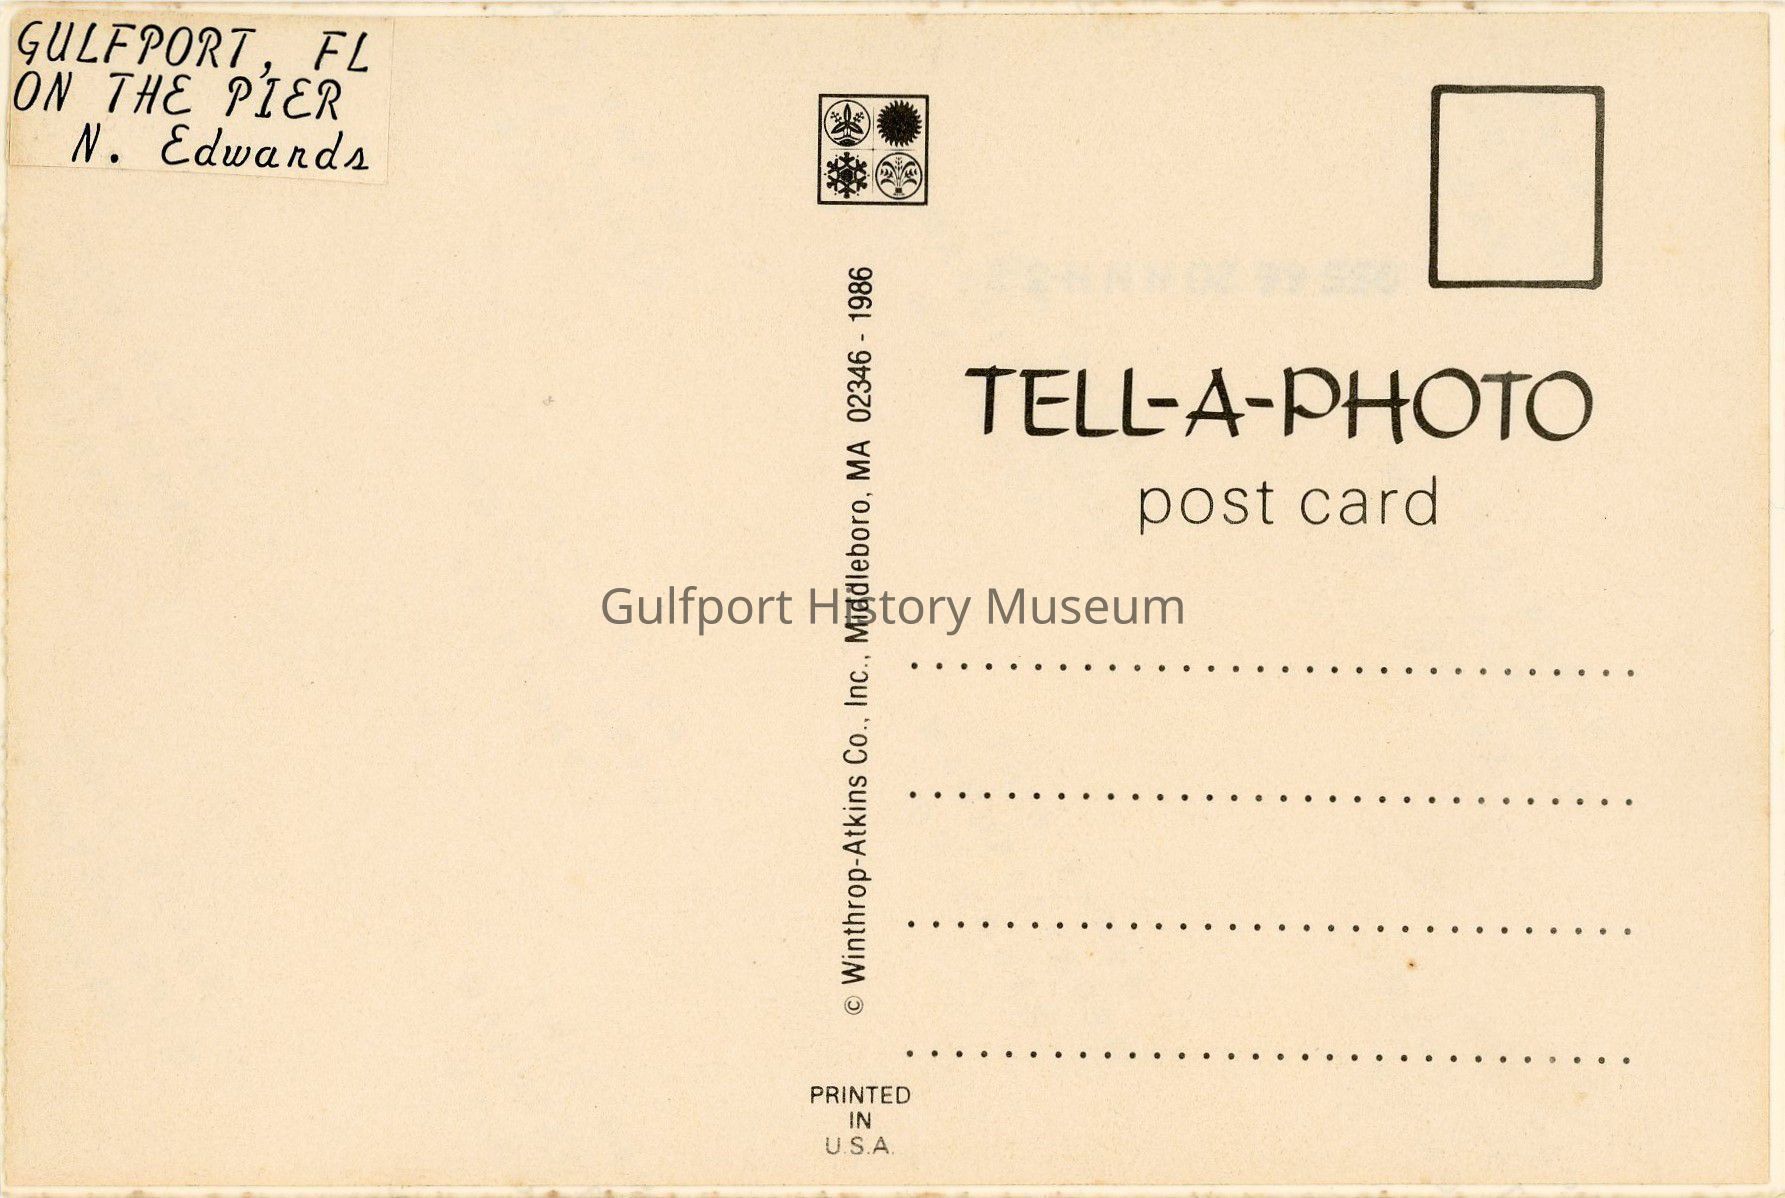 GULFPORT, FL
ON THE PIER
N. Edwards
© Winthrop-Atkins Co., Inc., Middleboro, MA 02346 - 1986
TELL-A-PHOTO
post card
Gulfport History Museum
PRINTED
IN
U.S.A.